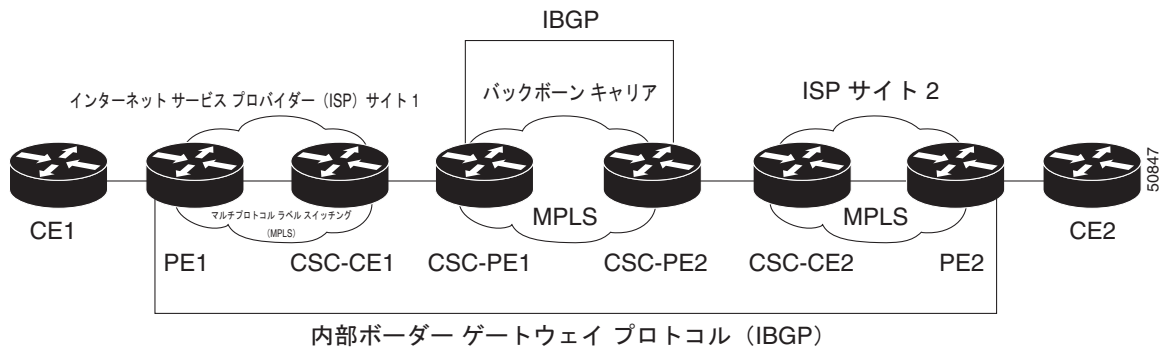 IBGP
インターネット サービス プロバイダー (ISP) サイト 1
バックボーン キャリア
ISP サイト 2
マルチプロトコル ラベル スイッチング
(MPLS)
MPLS
MPLS
CE1
PE1
CSC-CE1
CSC-PE1
CSC-PE2
CSC-CE2
PE2
CE2
50847
内部ボーダー ゲートウェイ プロトコル (IBGP)